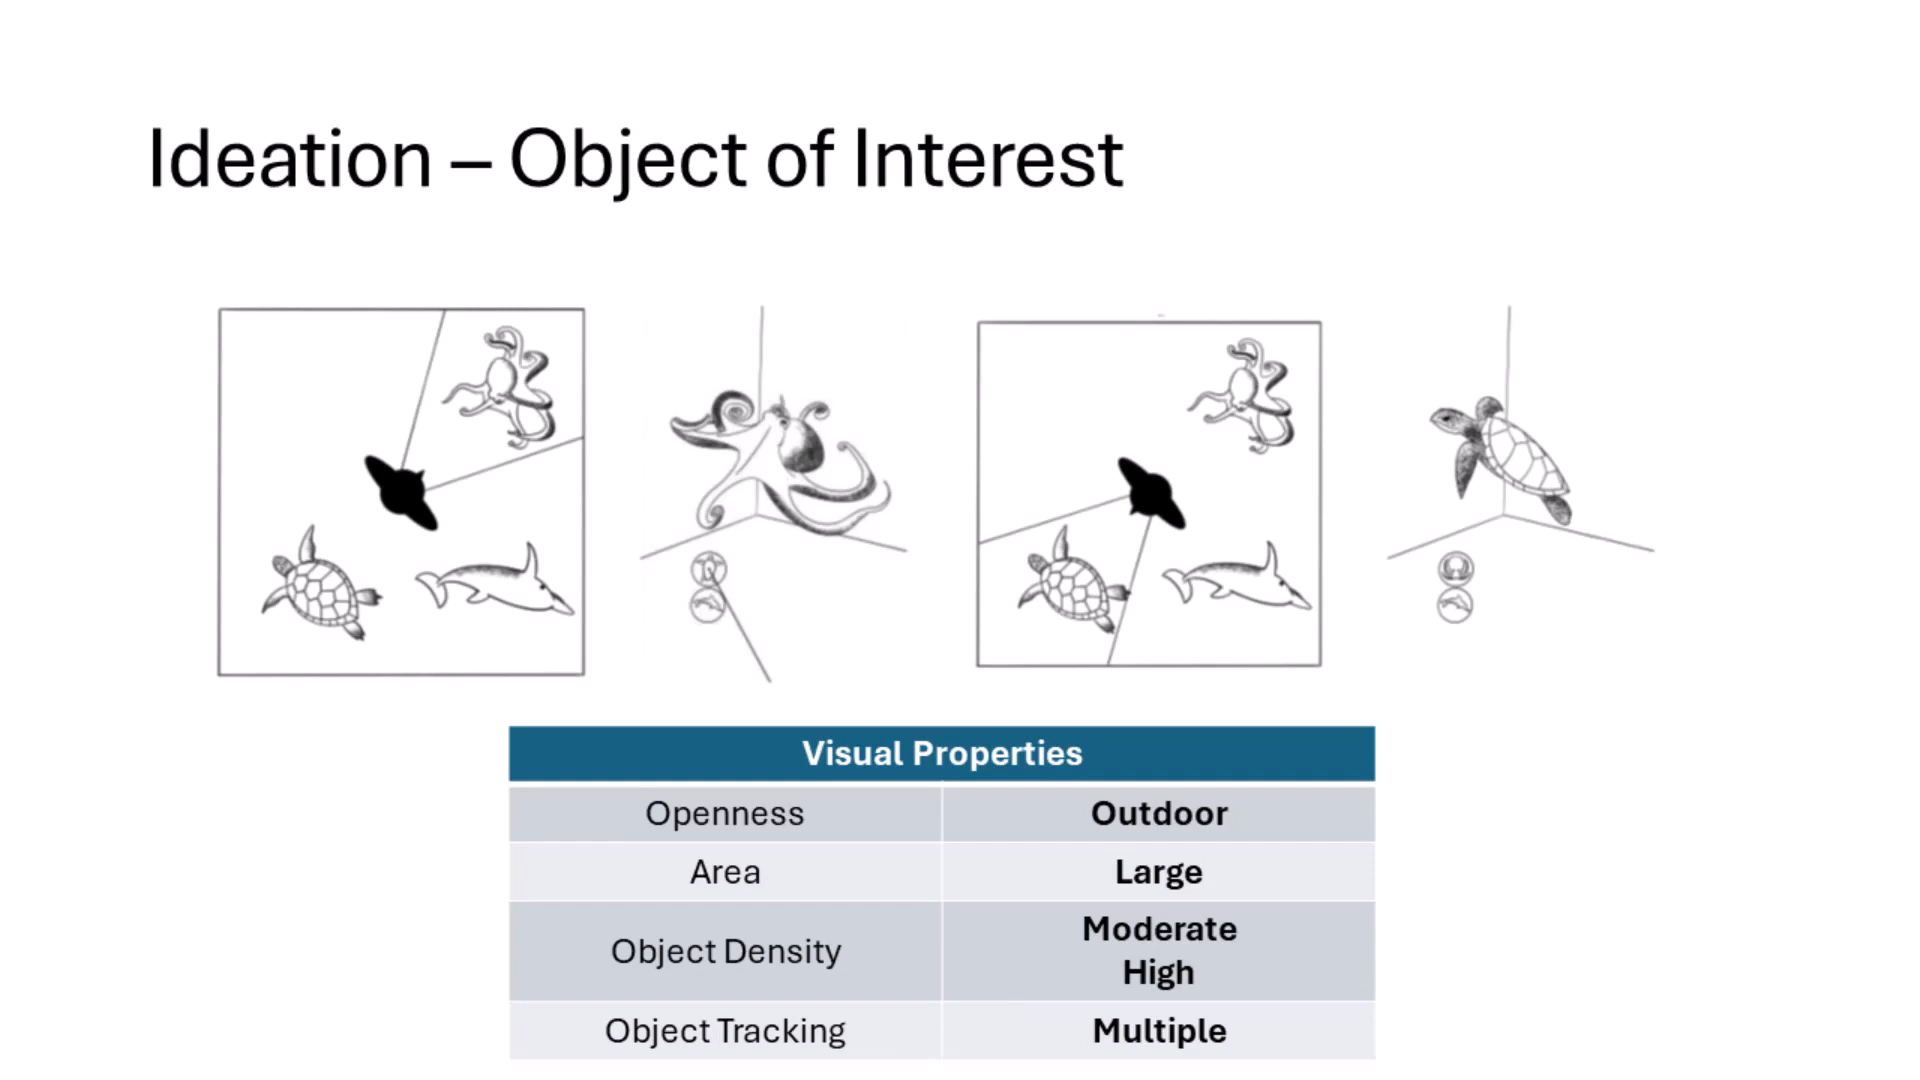 Ideation – Object of Interest
Visual Properties
Openness
Outdoor
Area
Large
Object Density
Moderate
High
Object Tracking
Multiple